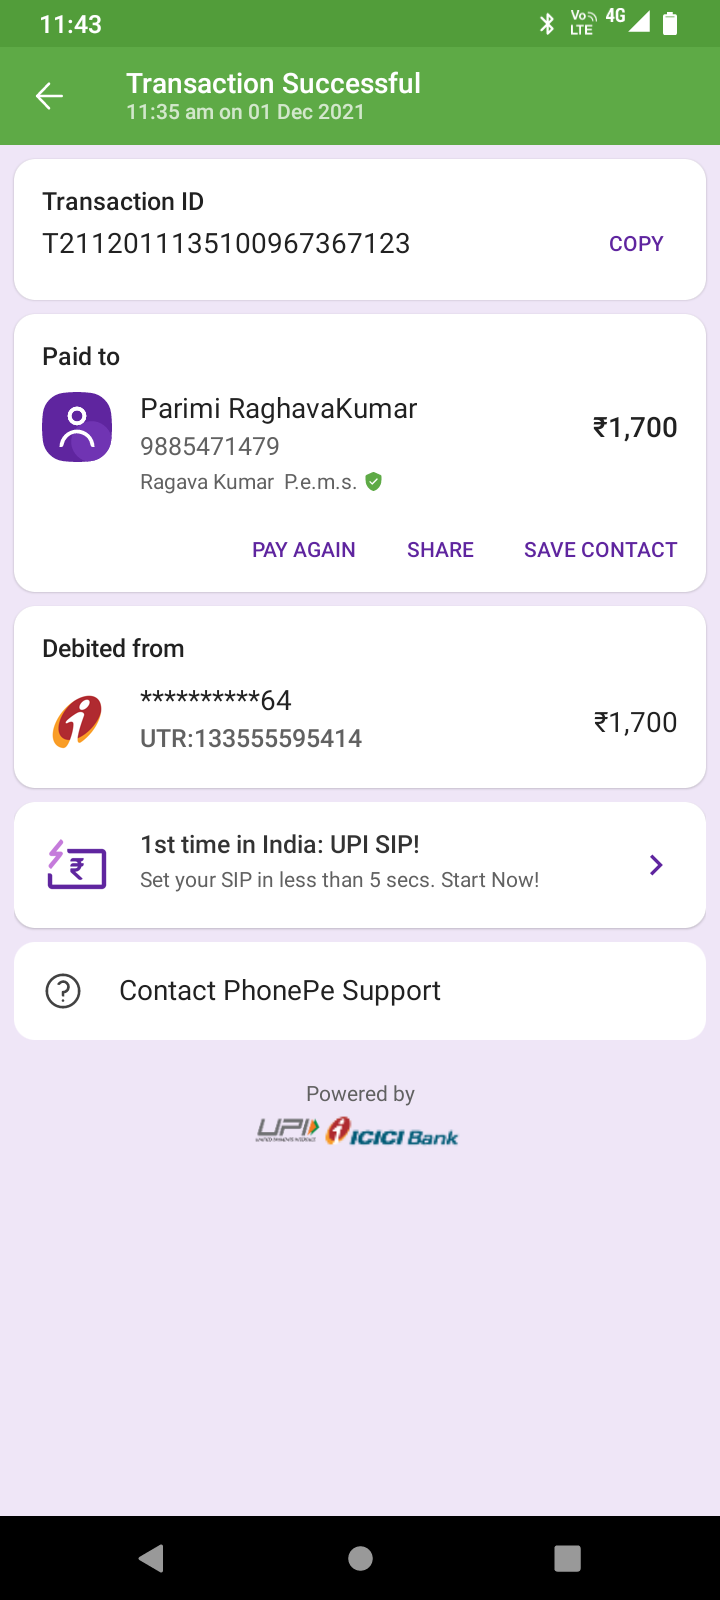 11:43
Vo LTE 4G
Transaction Successful
11:35 am on 01 Dec 2021
Transaction ID
T2112011135100967367123
COPY
Paid to
Parimi RaghavaKumar
₹1,700
9885471479
Ragava Kumar P.e.m.s.
PAY AGAIN SHARE SAVE CONTACT
Debited from
**********64
₹1,700
UTR:133555595414
1st time in India: UPI SIP!
Set your SIP in less than 5 secs. Start Now!
Contact PhonePe Support
Powered by
UPI ICICI Bank
UNIFIED PAYMENTS INTERFACE